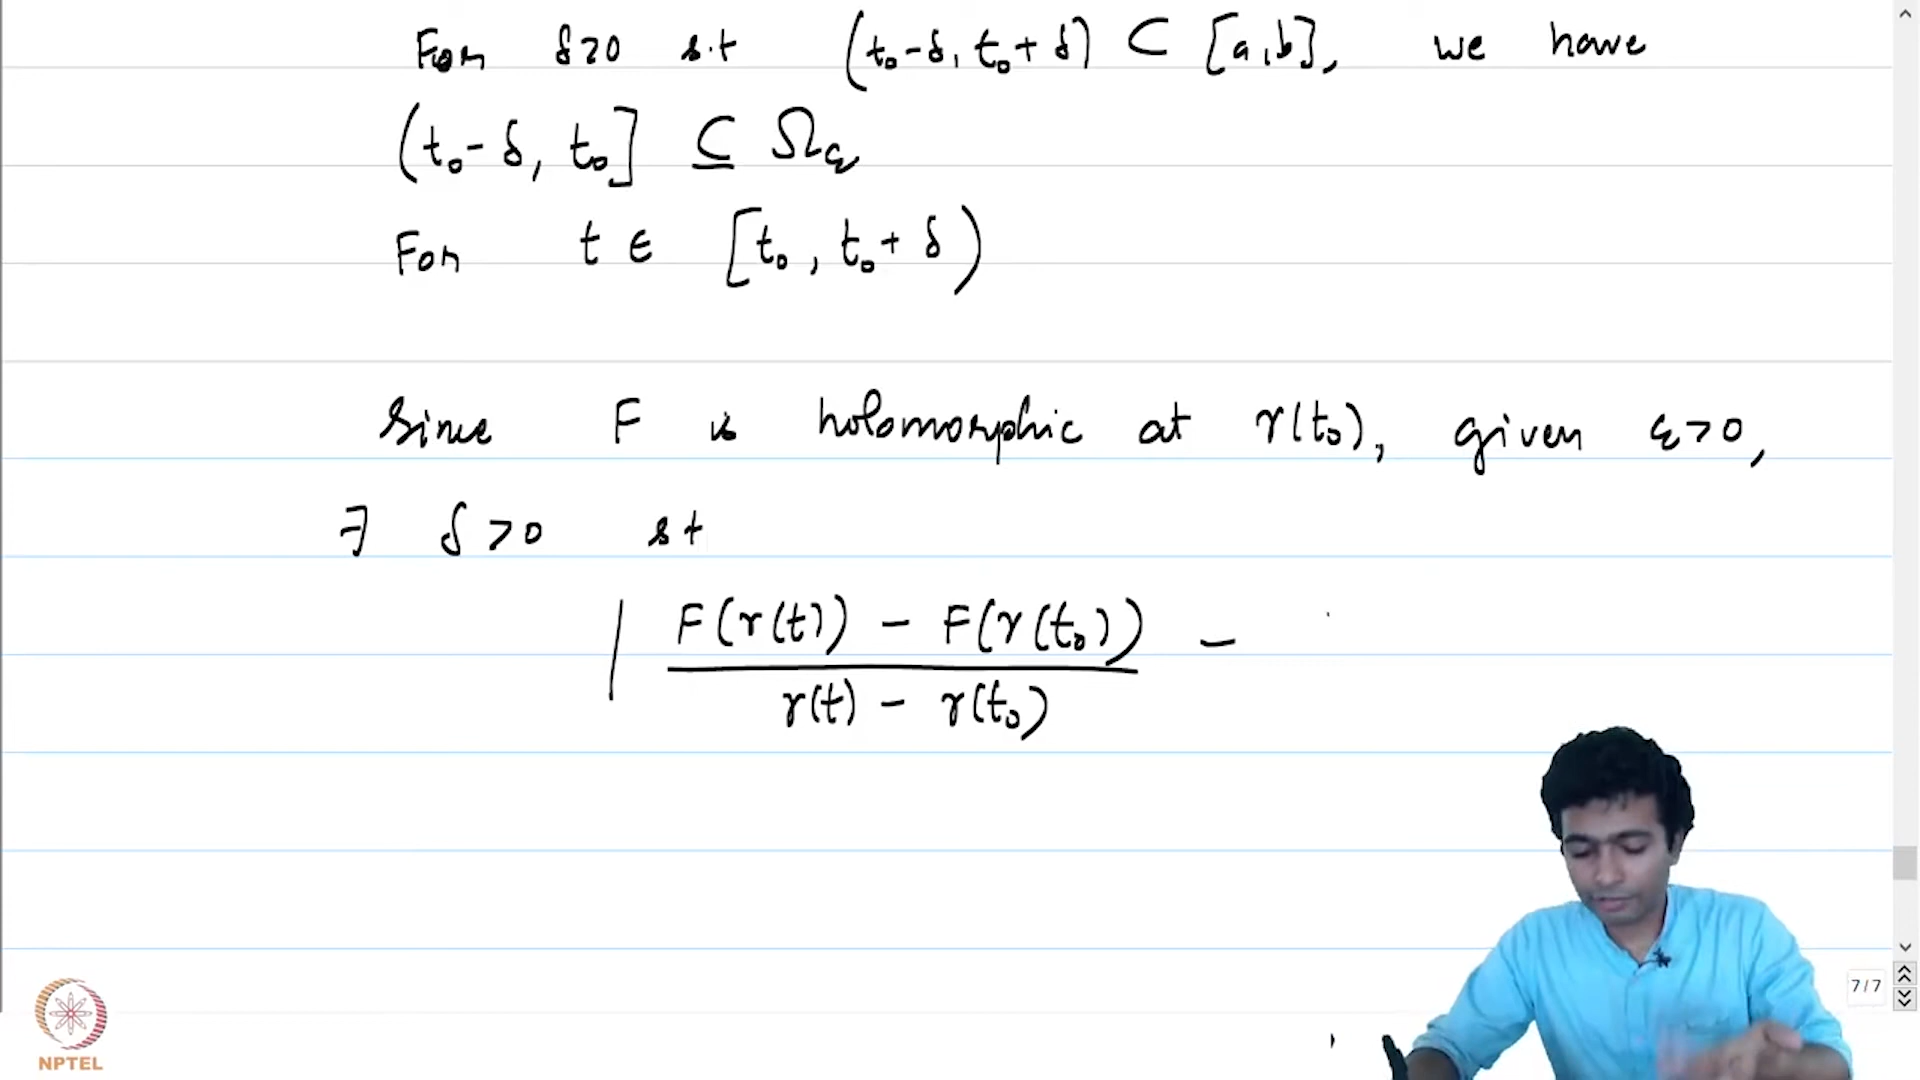 For δ>0 s.t (t₀-δ, t₀+δ) ⊂ [a,b], we have
(t₀-δ, t₀] ⊆ Ω_ε
For t ∈ [t₀, t₀+δ)
Since F is holomorphic at γ(t₀), given ε>0,
∃ δ>0 st
| F(γ(t)) - F(γ(t₀)) -
γ(t) - γ(t₀)
7/7
NPTEL